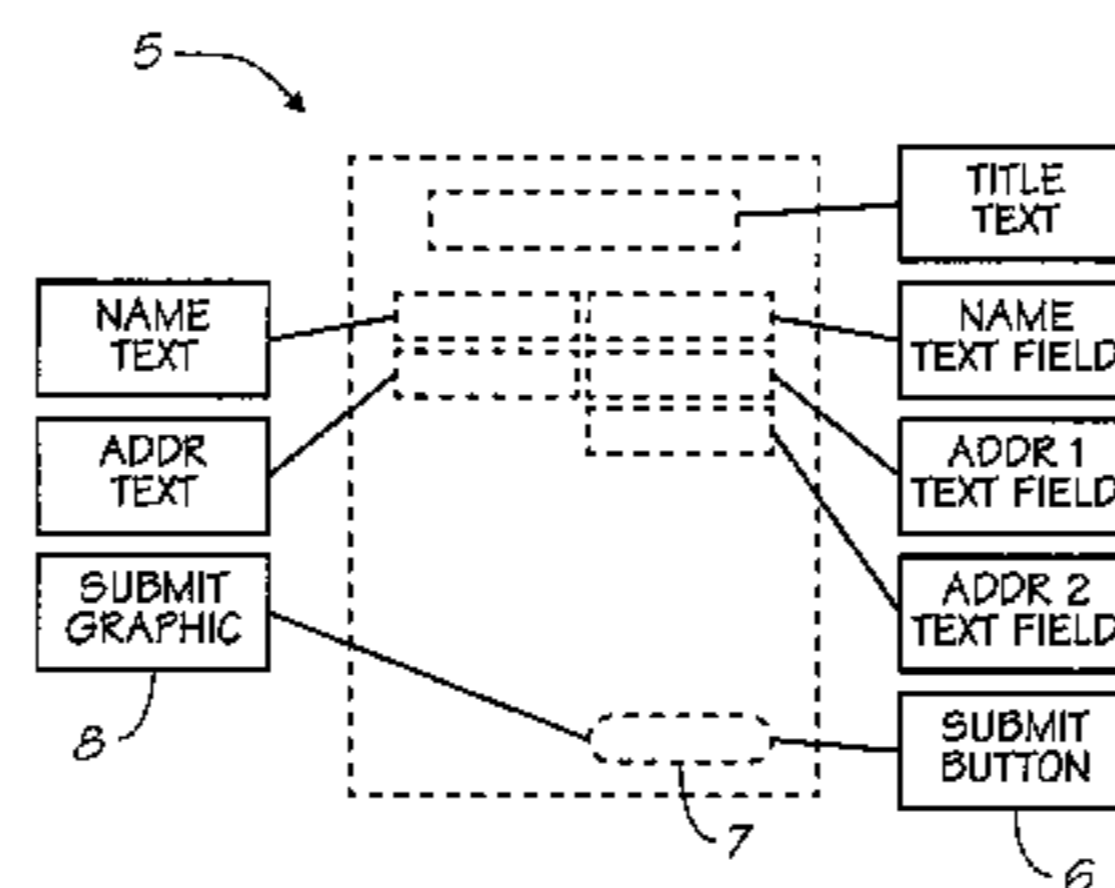 5
TITLE
TEXT
NAME
TEXT
NAME
TEXT FIELD
ADDR
TEXT
ADDR 1
TEXT FIELD
SUBMIT
GRAPHIC
ADDR 2
TEXT FIELD
8
SUBMIT
BUTTON
7
6